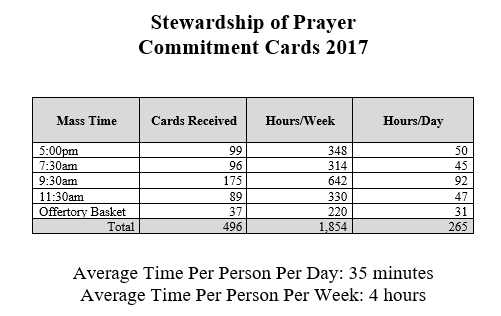 Stewardship of Prayer
Commitment Cards 2017
Mass Time Cards Received Hours/Week Hours/Day
5:00pm 99 348 50
7:30am 96 314 45
9:30am 175 642 92
11:30am 89 330 47
Offertory Basket 37 220 31
Total 496 1,854 265
Average Time Per Person Per Day: 35 minutes
Average Time Per Person Per Week: 4 hours